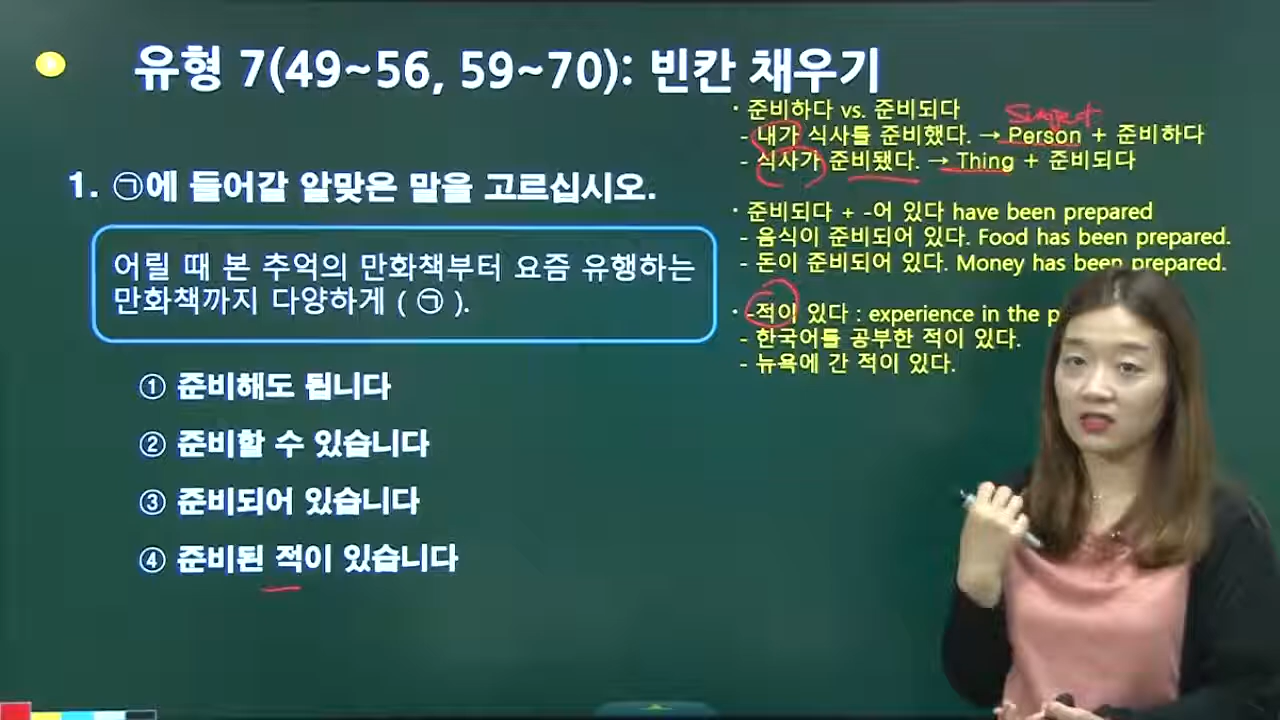 유형 7(49~56, 59~70): 빈칸 채우기
1. ㉠에 들어갈 알맞은 말을 고르십시오.
어릴 때 본 추억의 만화책부터 요즘 유행하는
만화책까지 다양하게 ( ㉠ ).
① 준비해도 됩니다
② 준비할 수 있습니다
③ 준비되어 있습니다
④ 준비된 적이 있습니다
· 준비하다 vs. 준비되다
- 내가 식사를 준비했다. → Person + 준비하다
- 식사가 준비됐다. → Thing + 준비되다
· 준비되다 + -어 있다 have been prepared
- 음식이 준비되어 있다. Food has been prepared.
- 돈이 준비되어 있다. Money has been prepared.
· -적이 있다 : experience in the
- 한국어를 공부한 적이 있다.
- 뉴욕에 간 적이 있다.